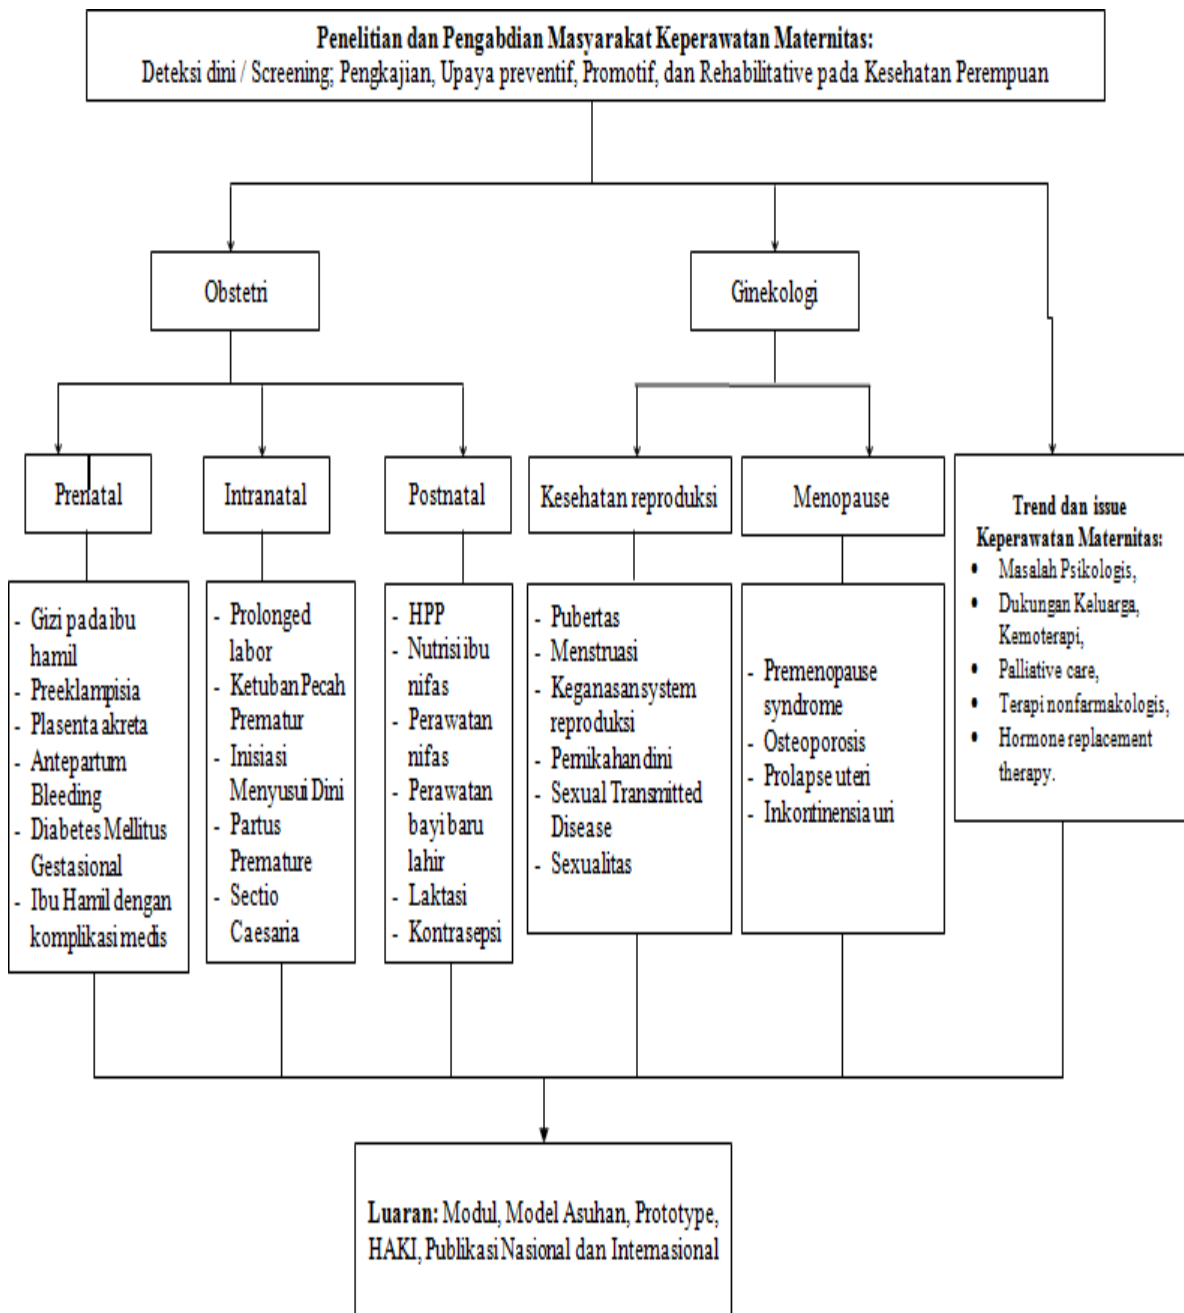 Penelitian dan Pengabdian Masyarakat Keperawatan Maternitas:
Deteksi dini / Screening; Pengkajian, Upaya preventif, Promotif, dan Rehabilitative pada Kesehatan Perempuan
Obstetri
Ginekologi
Prenatal
Intranatal
Postnatal
Kesehatan reproduksi
Menopause
Trend dan issue
Keperawatan Maternitas:
• Masalah Psikologis,
• Dukungan Keluarga,
Kemoterapi,
• Palliative care,
• Terapi nonfarmakologis,
• Hormone replacement
therapy.
- Gizi pada ibu
hamil
- Preeklampisia
- Plasenta akreta
- Antepartum
Bleeding
- Diabetes Mellitus
Gestasional
- Ibu Hamil dengan
komplikasi medis
- Prolonged
labor
- Ketuban Pecah
Prematur
- Inisiasi
Menyusui Dini
- Partus
Premature
- Sectio
Caesaria
- HPP
- Nutrisi ibu
nifas
- Perawatan
nifas
- Perawatan
bayi baru
lahir
- Laktasi
- Kontrasepsi
- Pubertas
- Menstruasi
- Keganasan system
reproduksi
- Pernikahan dini
- Sexual Transmitted
Disease
- Sexualitas
- Premenopause
syndrome
- Osteoporosis
- Prolapse uteri
- Inkontinensia uri
Luaran: Modul, Model Asuhan, Prototype,
HAKI, Publikasi Nasional dan Internasional